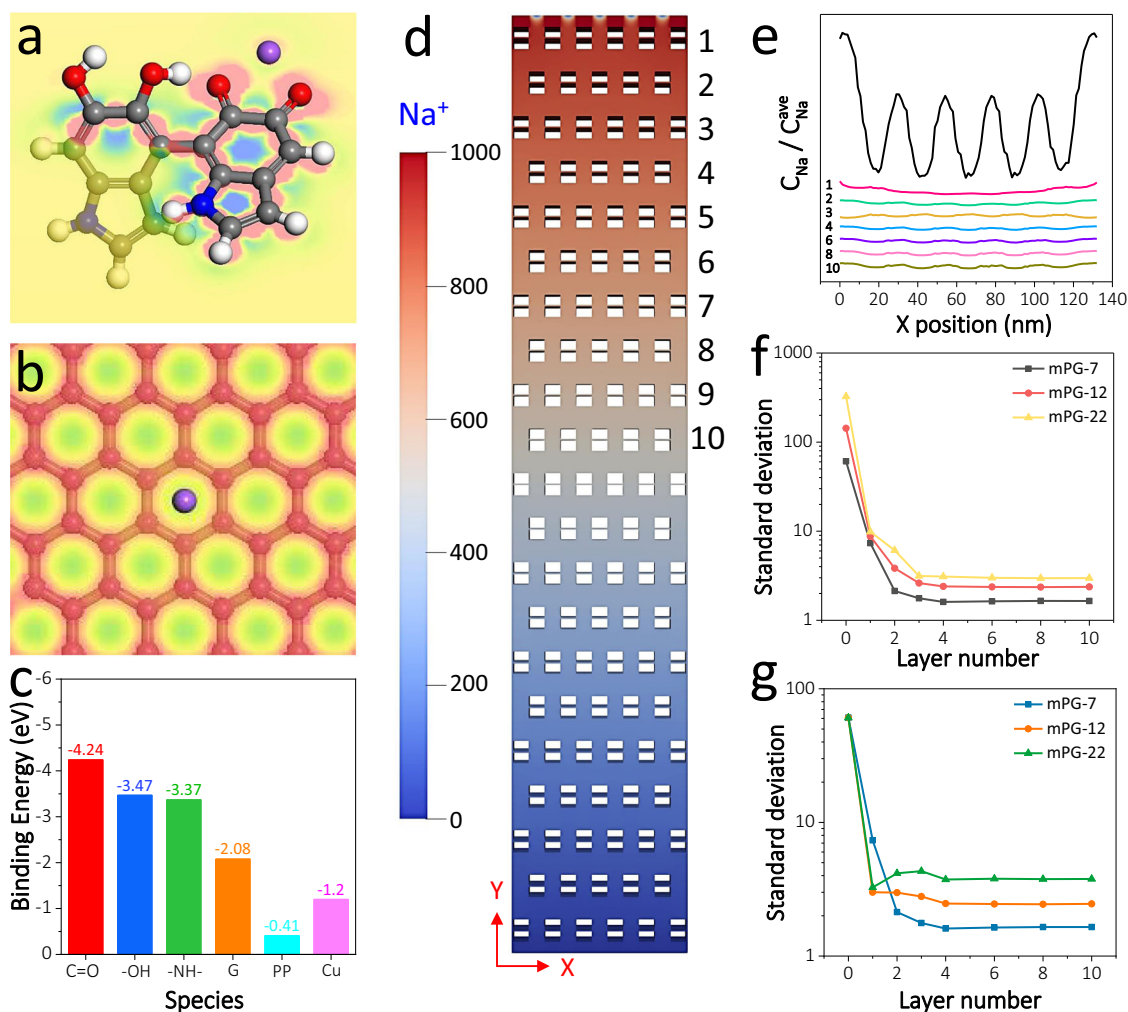 a
b
c
Binding Energy (eV)
-6
-5
-4
-3
-2
-1
0
-4.24
-3.47
-3.37
-2.08
-0.41
-1.2
C=O
-OH
-NH-
G
PP
Cu
Species
d
Na⁺
1000
800
600
400
200
0
1
2
3
4
5
6
7
8
9
10
Y
X
e
C_Na / C_Na^ave
1
2
3
4
6
8
10
0 20 40 60 80 100 120 140
X position (nm)
f
Standard deviation
1000
100
10
1
mPG-7
mPG-12
mPG-22
0 2 4 6 8 10
Layer number
g
Standard deviation
100
10
1
mPG-7
mPG-12
mPG-22
0 2 4 6 8 10
Layer number